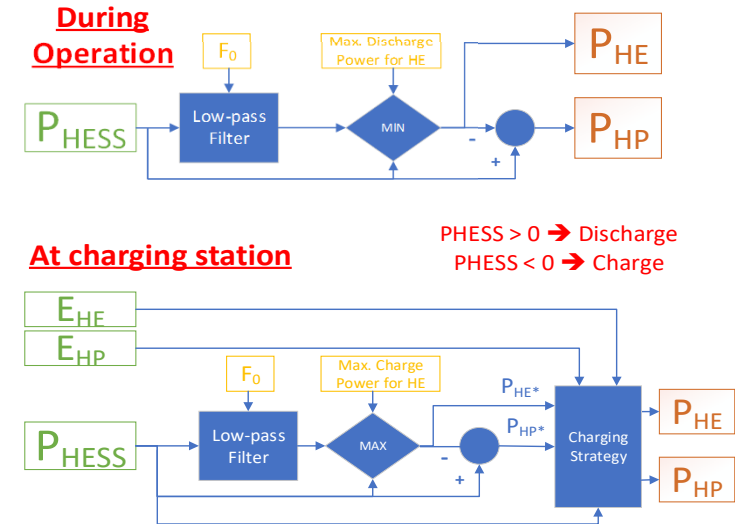 During
Operation
F0
Max. Discharge
Power for HE
PHE
PHESS
Low-pass
Filter
MIN
-
+
PHP
At charging station
PHESS > 0 ➔ Discharge
PHESS < 0 ➔ Charge
EHE
EHP
F0
Max. Charge
Power for HE
PHE*
PHP*
PHESS
Low-pass
Filter
MAX
-
+
Charging
Strategy
PHE
PHP